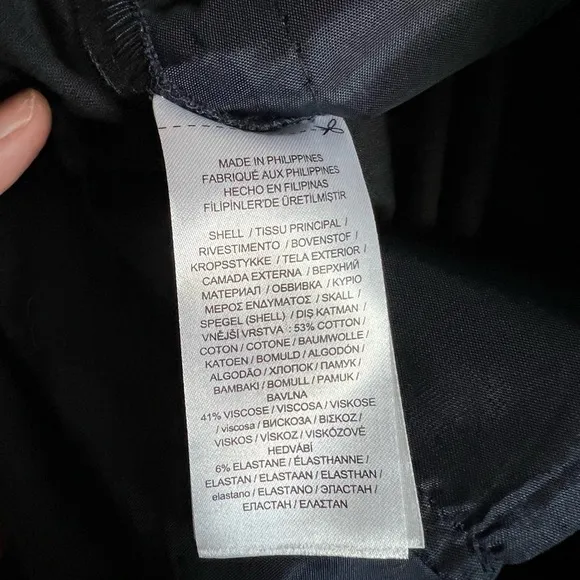 MADE IN PHILIPPINES
FABRIQUÉ AUX PHILIPPINES
HECHO EN FILIPINAS
FİLİPİNLER'DE ÜRETİLMİŞTİR
SHELL / TISSU PRINCIPAL /
RIVESTIMENTO / BOVENSTOF /
KROPSSTYKKE / TELA EXTERIOR /
CAMADA EXTERNA / ВЕРХНИЙ
МАТЕРИАЛ / ОБВИВКА / ΚΥΡΙΟ
ΜΕΡΟΣ ΕΝΔΥΜΑΤΟΣ / SKALL /
SPEGEL (SHELL) / DIŞ KATMAN /
VNĚJŠÍ VRSTVA : 53% COTTON /
COTON / COTONE / BAUMWOLLE /
KATOEN / BOMULD / ALGODÓN /
ALGODÃO / ХЛОПОК / ПАМУК /
ΒΑΜΒΑΚΙ / BOMULL / PAMUK /
BAVLNA
41% VISCOSE / VISCOSA / VISKOSE
/ viscosa / ВИСКОЗА / ΒΙΣΚΟΖ /
VISKOS / VİSKOZ / VISKÓZOVÉ
HEDVÁBÍ
6% ELASTANE / ÉLASTHANNE /
ELASTAN / ELASTAAN / ELASTHAN /
elastano / ELASTANO / ЭЛАСТАН /
ЕЛАСТАН / ΕΛΑΣΤΑΝ